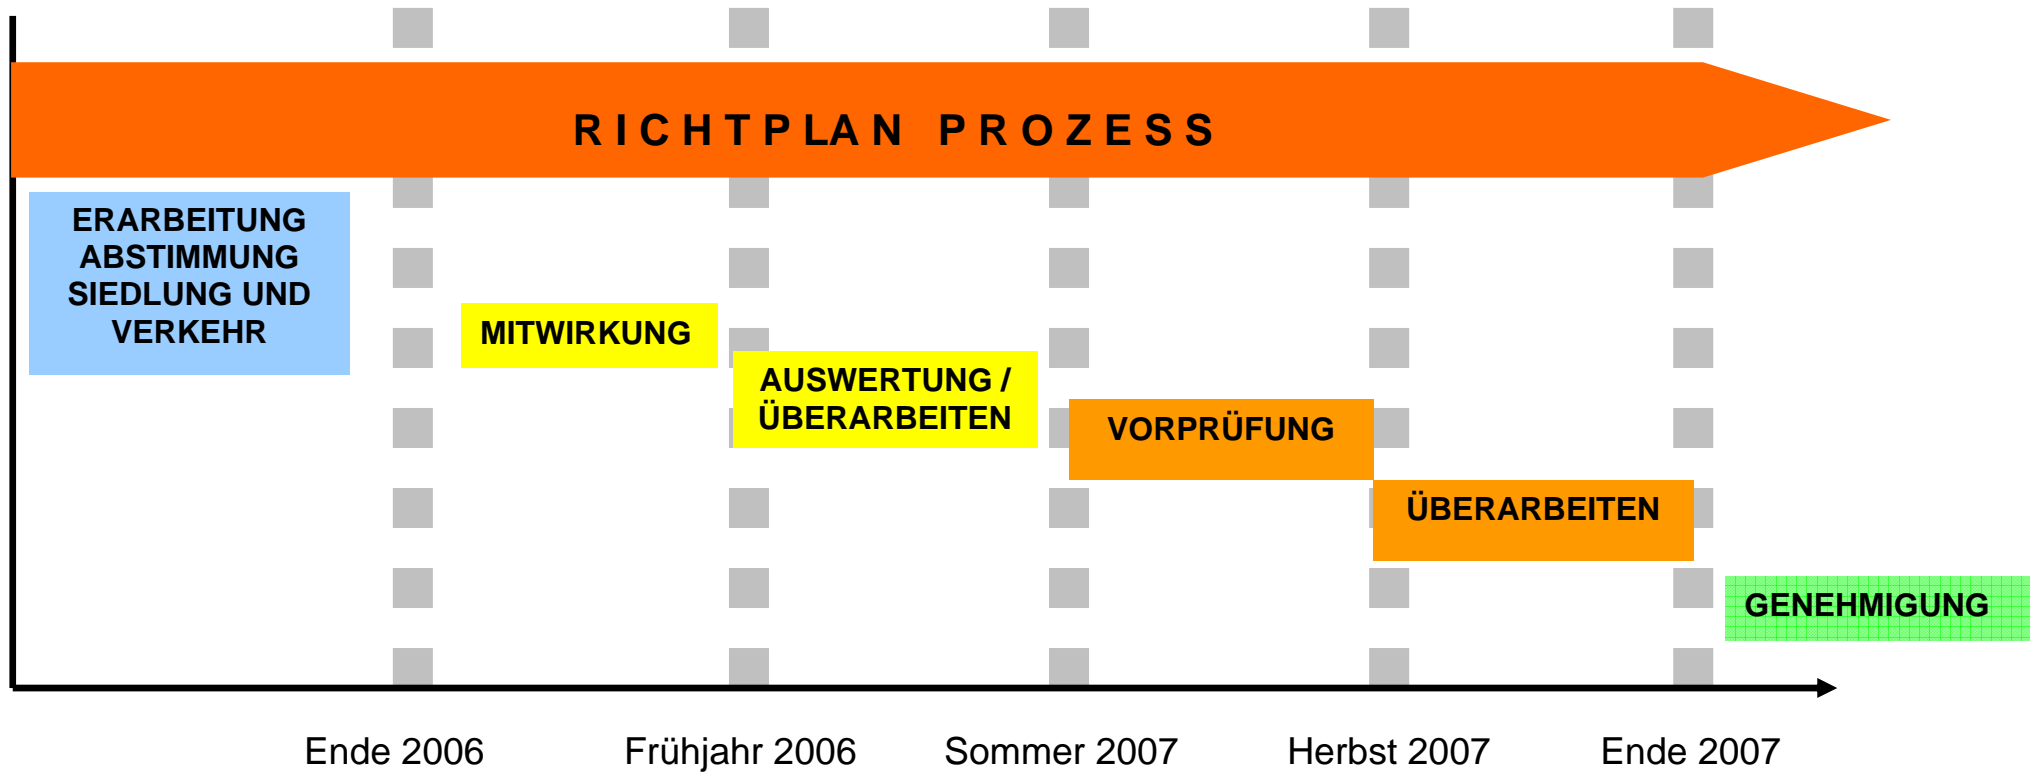 RICHTPLAN PROZESS
ERARBEITUNG
ABSTIMMUNG
SIEDLUNG UND
VERKEHR
MITWIRKUNG
AUSWERTUNG /
ÜBERARBEITEN
VORPRÜFUNG
ÜBERARBEITEN
GENEHMIGUNG
Ende 2006
Frühjahr 2006
Sommer 2007
Herbst 2007
Ende 2007